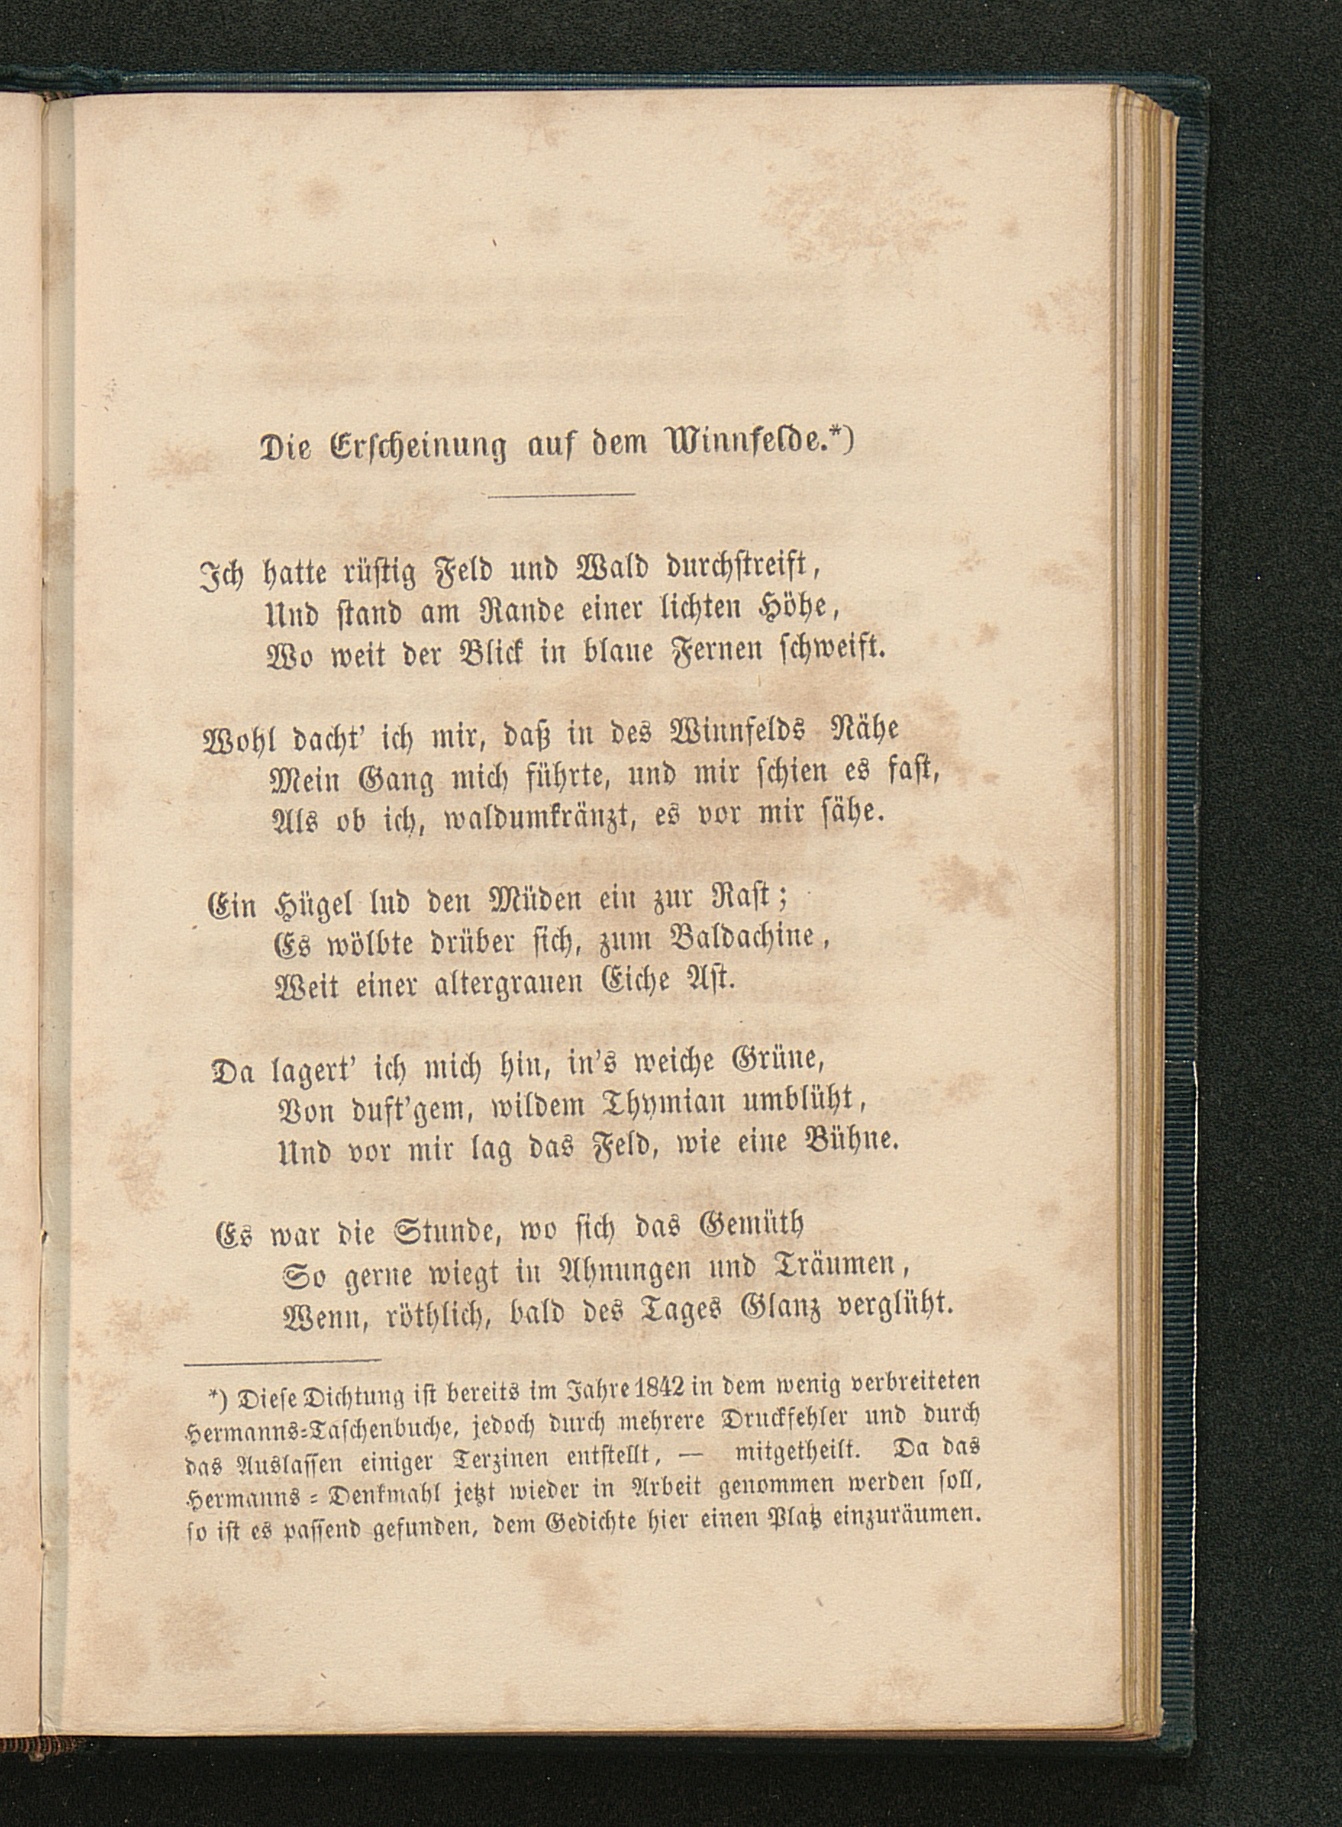 Die Erscheinung auf dem Winnfelde.*)
Ich hatte rüstig Feld und Wald durchstreift,
Und stand am Rande einer lichten Höhe,
Wo weit der Blick in blaue Fernen schweift.
Wohl dacht' ich mir, daß in des Winnfelds Nähe
Mein Gang mich führte, und mir schien es fast,
Als ob ich, waldumkränzt, es vor mir sähe.
Ein Hügel lud den Müden ein zur Rast;
Es wölbte drüber sich, zum Baldachine,
Weit einer altergrauen Eiche Ast.
Da lagert' ich mich hin, in's weiche Grüne,
Von duft'gem, wildem Thymian umblüht,
Und vor mir lag das Feld, wie eine Bühne.
Es war die Stunde, wo sich das Gemüth
So gerne wiegt in Ahnungen und Träumen,
Wenn, röthlich, bald des Tages Glanz verglüht.
*) Diese Dichtung ist bereits im Jahre 1842 in dem wenig verbreiteten
Hermanns-Taschenbuche, jedoch durch mehrere Druckfehler und durch
das Auslassen einiger Terzinen entstellt, — mitgetheilt. Da das
Hermanns-Denkmahl jetzt wieder in Arbeit genommen werden soll,
so ist es passend gefunden, dem Gedichte hier einen Platz einzuräumen.